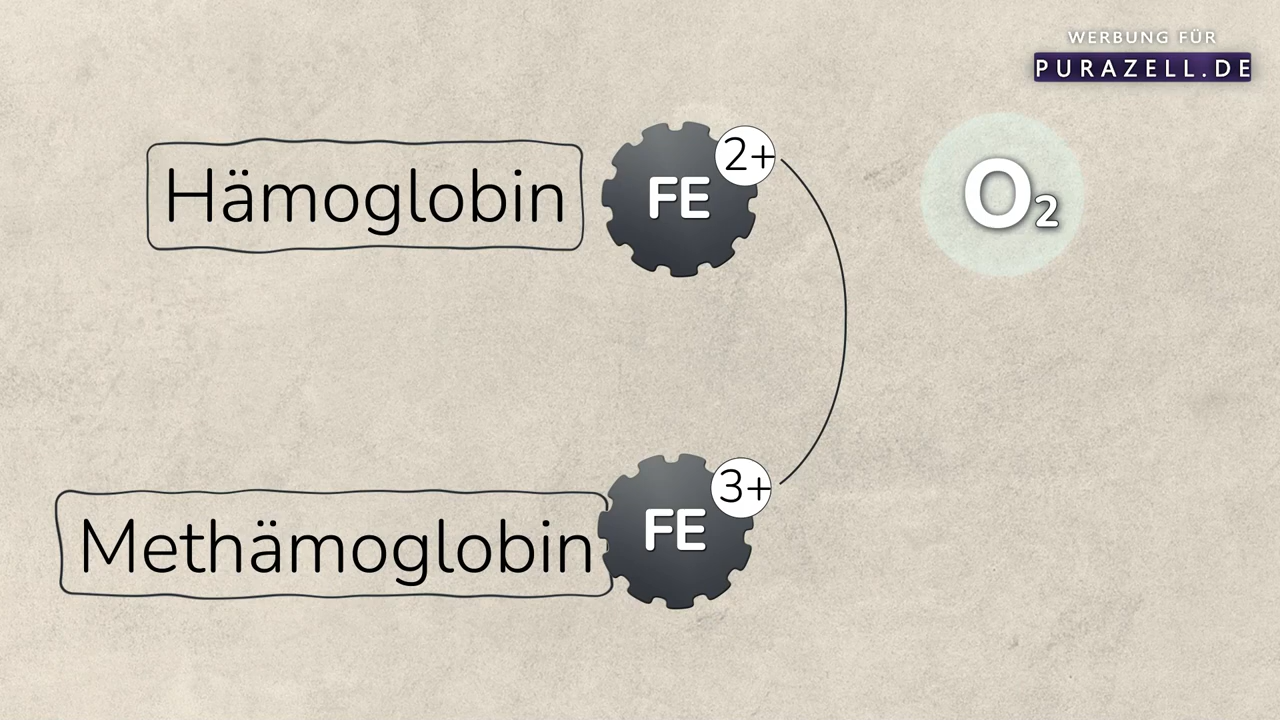 WERBUNG FÜR
PURAZELL.DE
Hämoglobin
FE
2+
O₂
Methämoglobin
FE
3+